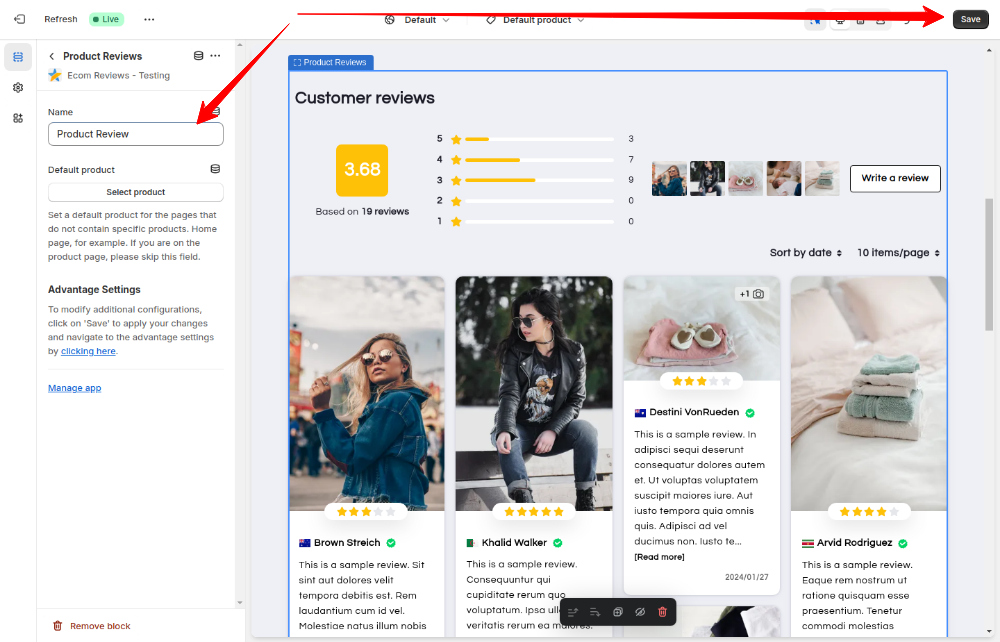 Refresh
Live
Default
Default product
Save
Product Reviews
Ecom Reviews - Testing
Name
Product Review
Default product
Select product
Set a default product for the pages that
do not contain specific products. Home
page, for example. If you are on the
product page, please skip this field.
Advantage Settings
To modify additional configurations,
click on 'Save' to apply your changes
and navigate to the advantage settings
by clicking here.
Manage app
Remove block
Product Reviews
Customer reviews
3.68
Based on 19 reviews
5 3
4 7
3 9
2 0
1 0
Write a review
Sort by date
10 items/page
Brown Streich
This is a sample review. Sit
sint aut dolores velit
tempora debitis est. Rem
laudantium cum id vel.
Molestiae natus illum nobis
Khalid Walker
This is a sample review.
Consequuntur qui
cupiditate rerum quo
voluptatum. Ipsa
rerum ea maiores.
+1
Destini VonRueden
This is a sample review. In
adipisci sequi deserunt
consequatur dolores autem
et. Ut voluptas voluptatem
suscipit maiores iure. Aut
iusto tempora quia omnis
quis. Adipisci ad vel
ducimus non. Iusto te...
[Read more]
2024/01/27
Arvid Rodriguez
This is a sample review.
Eaque rem nostrum ut
ratione quisquam esse
praesentium. Tenetur
commodi molestias